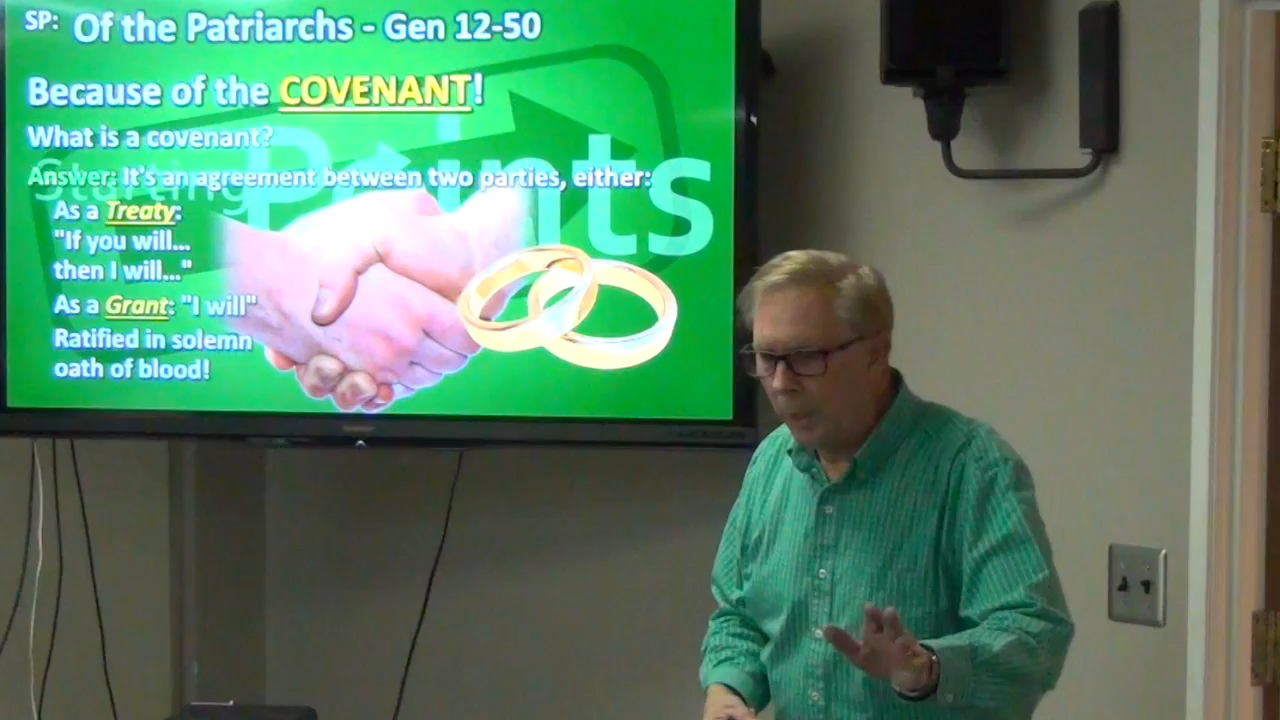 SP: Of the Patriarchs - Gen 12-50
Because of the COVENANT!
What is a covenant?
Answer: It's an agreement between two parties, either:
Starting Points
As a Treaty:
"If you will...
then I will..."
As a Grant: "I will"
Ratified in solemn
oath of blood!